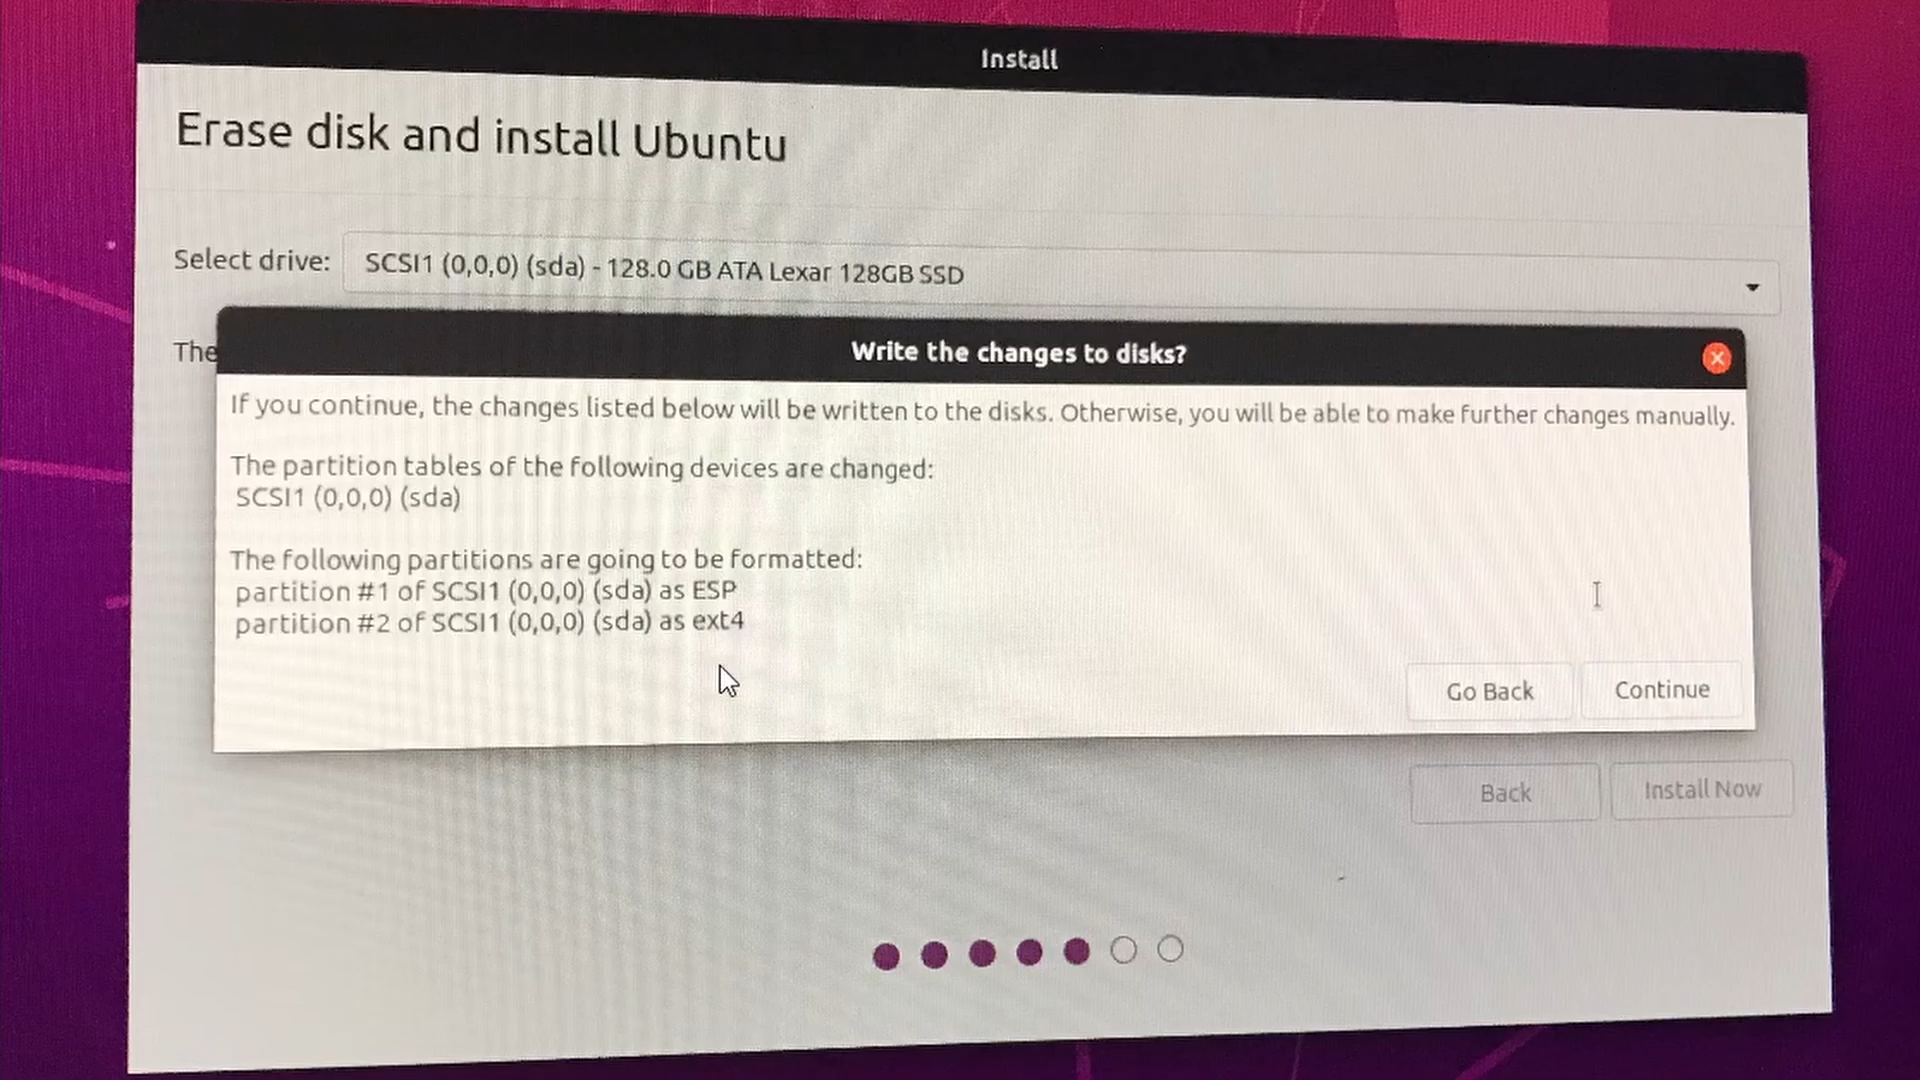 Install
Erase disk and install Ubuntu
Select drive: SCSI1 (0,0,0) (sda) - 128.0 GB ATA Lexar 128GB SSD
The
Write the changes to disks?
If you continue, the changes listed below will be written to the disks. Otherwise, you will be able to make further changes manually.
The partition tables of the following devices are changed:
SCSI1 (0,0,0) (sda)
The following partitions are going to be formatted:
partition #1 of SCSI1 (0,0,0) (sda) as ESP
partition #2 of SCSI1 (0,0,0) (sda) as ext4
Go Back Continue
Back Install Now